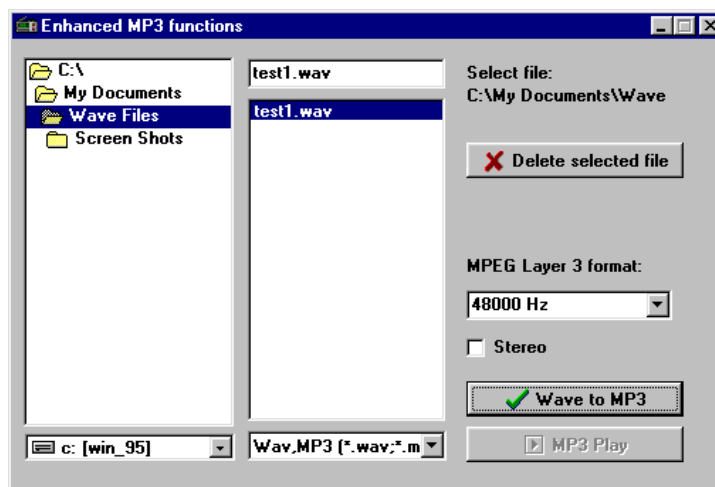 Enhanced MP3 functions
C:\
My Documents
Wave Files
Screen Shots
c: [win_95]
test1.wav
test1.wav
Wav,MP3 (*.wav;*.m
Select file:
C:\My Documents\Wave
Delete selected file
MPEG Layer 3 format:
48000 Hz
Stereo
Wave to MP3
MP3 Play